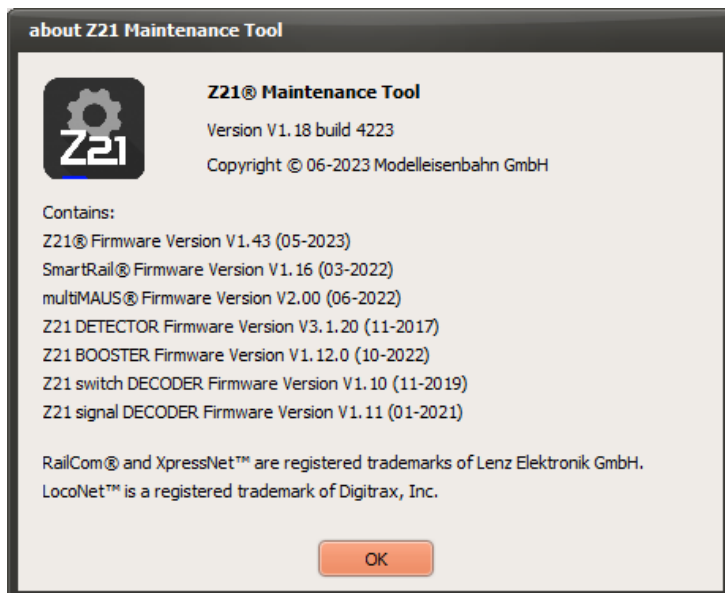 about Z21 Maintenance Tool
Z21
Z21® Maintenance Tool
Version V1.18 build 4223
Copyright © 06-2023 Modelleisenbahn GmbH
Contains:
Z21® Firmware Version V1.43 (05-2023)
SmartRail® Firmware Version V1.16 (03-2022)
multiMAUS® Firmware Version V2.00 (06-2022)
Z21 DETECTOR Firmware Version V3.1.20 (11-2017)
Z21 BOOSTER Firmware Version V1.12.0 (10-2022)
Z21 switch DECODER Firmware Version V1.10 (11-2019)
Z21 signal DECODER Firmware Version V1.11 (01-2021)
RailCom® and XpressNet™ are registered trademarks of Lenz Elektronik GmbH.
LocoNet™ is a registered trademark of Digitrax, Inc.
OK